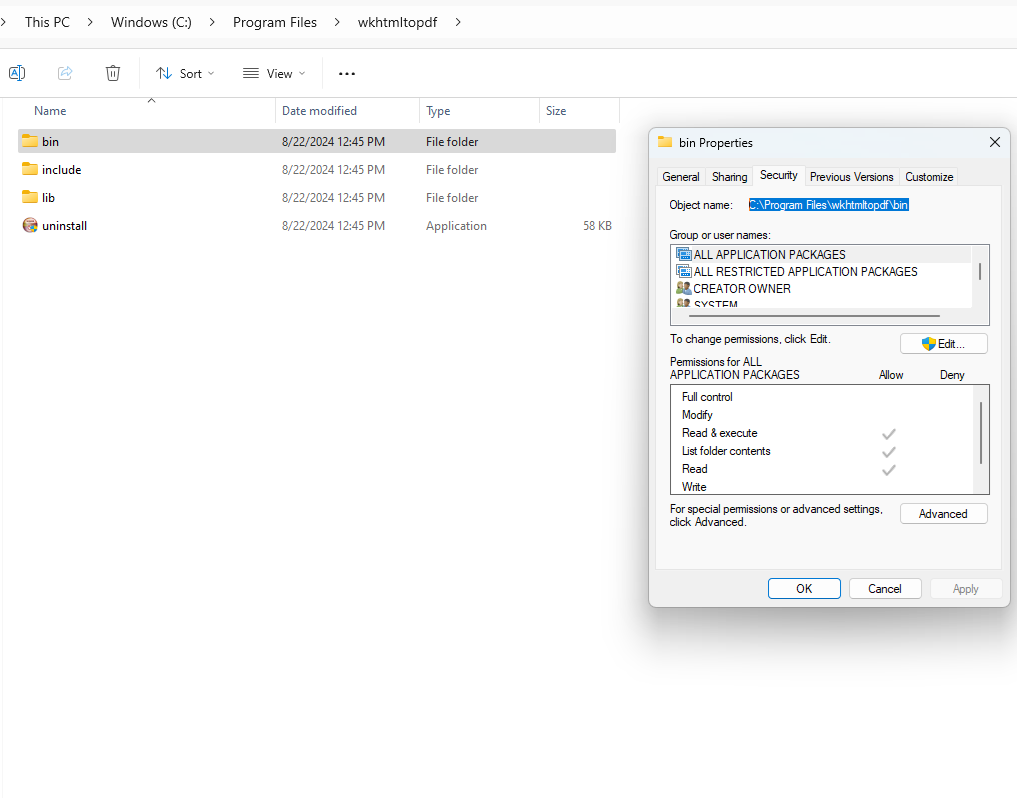 This PC > Windows (C:) > Program Files > wkhtmltopdf >
Sort View ...
Name Date modified Type Size
bin 8/22/2024 12:45 PM File folder
include 8/22/2024 12:45 PM File folder
lib 8/22/2024 12:45 PM File folder
uninstall 8/22/2024 12:45 PM Application 58 KB
bin Properties
General Sharing Security Previous Versions Customize
Object name: C:\Program Files\wkhtmltopdf\bin
Group or user names:
ALL APPLICATION PACKAGES
ALL RESTRICTED APPLICATION PACKAGES
CREATOR OWNER
SYSTEM
To change permissions, click Edit.
Edit...
Permissions for ALL
APPLICATION PACKAGES Allow Deny
Full control
Modify
Read & execute
List folder contents
Read
Write
For special permissions or advanced settings,
click Advanced.
Advanced
OK Cancel Apply